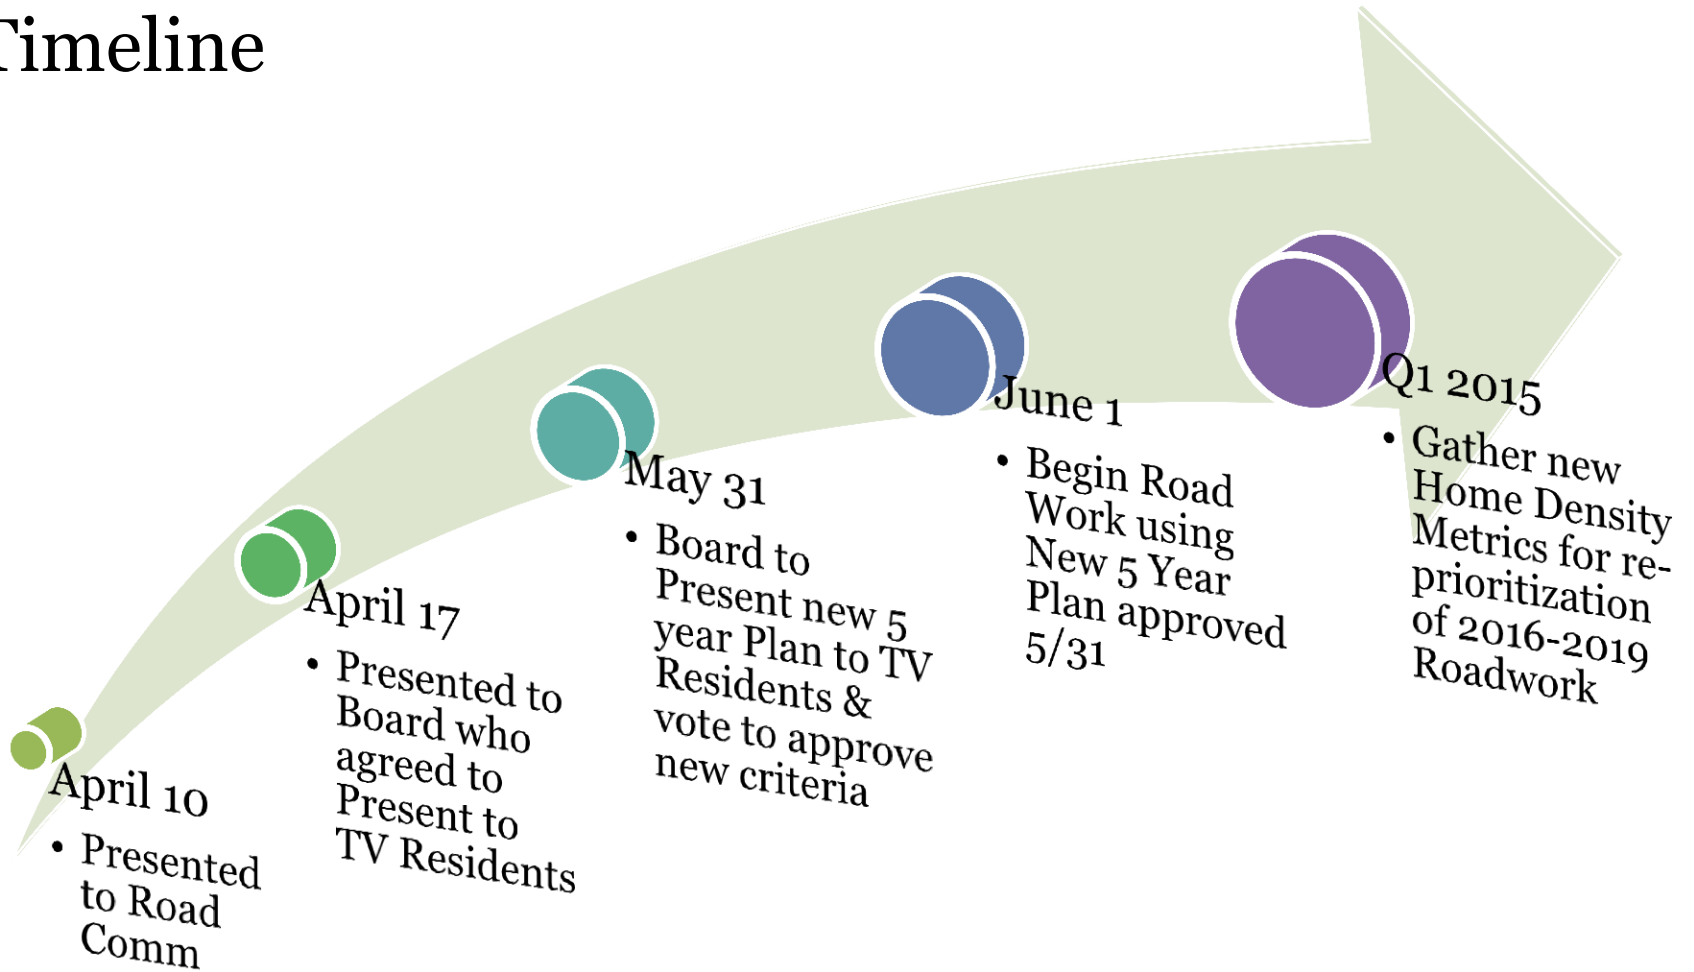 Timeline
April 10
• Presented
to Road
Comm
April 17
• Presented to
Board who
agreed to
Present to
TV Residents
May 31
• Board to
Present new 5
year Plan to TV
Residents &
vote to approve
new criteria
June 1
• Begin Road
Work using
New 5 Year
Plan approved
5/31
Q1 2015
• Gather new
Home Density
Metrics for re-
prioritization
of 2016-2019
Roadwork